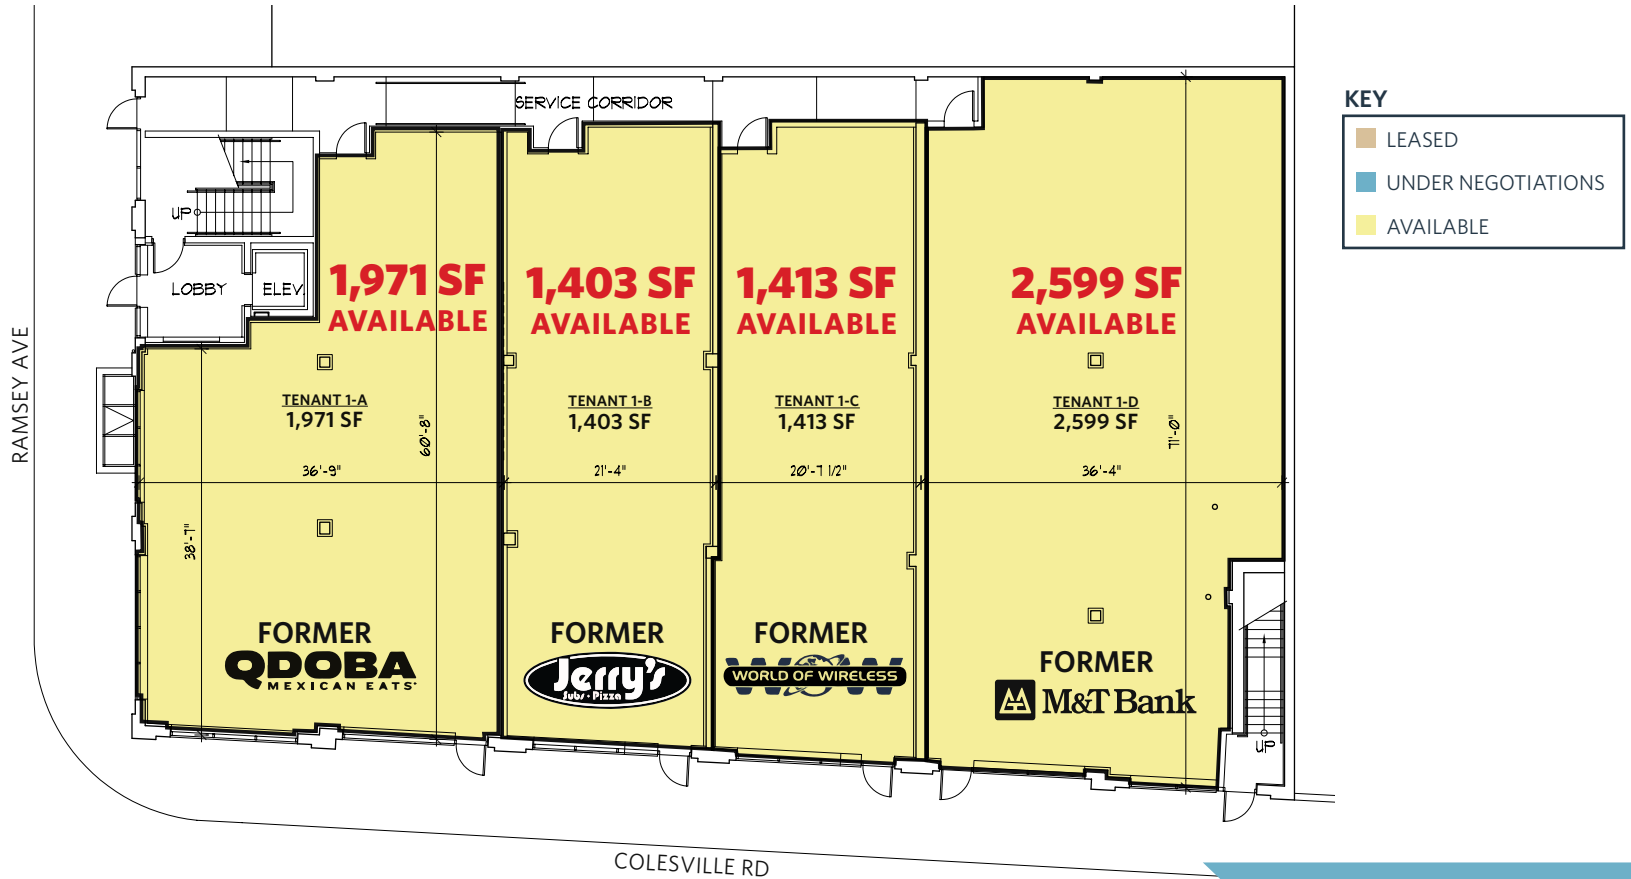 SERVICE CORRIDOR
KEY
LEASED
UNDER NEGOTIATIONS
AVAILABLE
UP
LOBBY
ELEV.
1,971 SF
AVAILABLE
1,403 SF
AVAILABLE
1,413 SF
AVAILABLE
2,599 SF
AVAILABLE
RAMSEY AVE
TENANT 1-A
1,971 SF
TENANT 1-B
1,403 SF
TENANT 1-C
1,413 SF
TENANT 1-D
2,599 SF
60'-8"
71'-0"
36'-9"
21'-4"
20'-7 1/2"
36'-4"
38'-7"
FORMER
QDOBA
MEXICAN EATS
FORMER
Jerry's
Subs · Pizza
FORMER
WOW
WORLD OF WIRELESS
FORMER
M&T Bank
UP
COLESVILLE RD